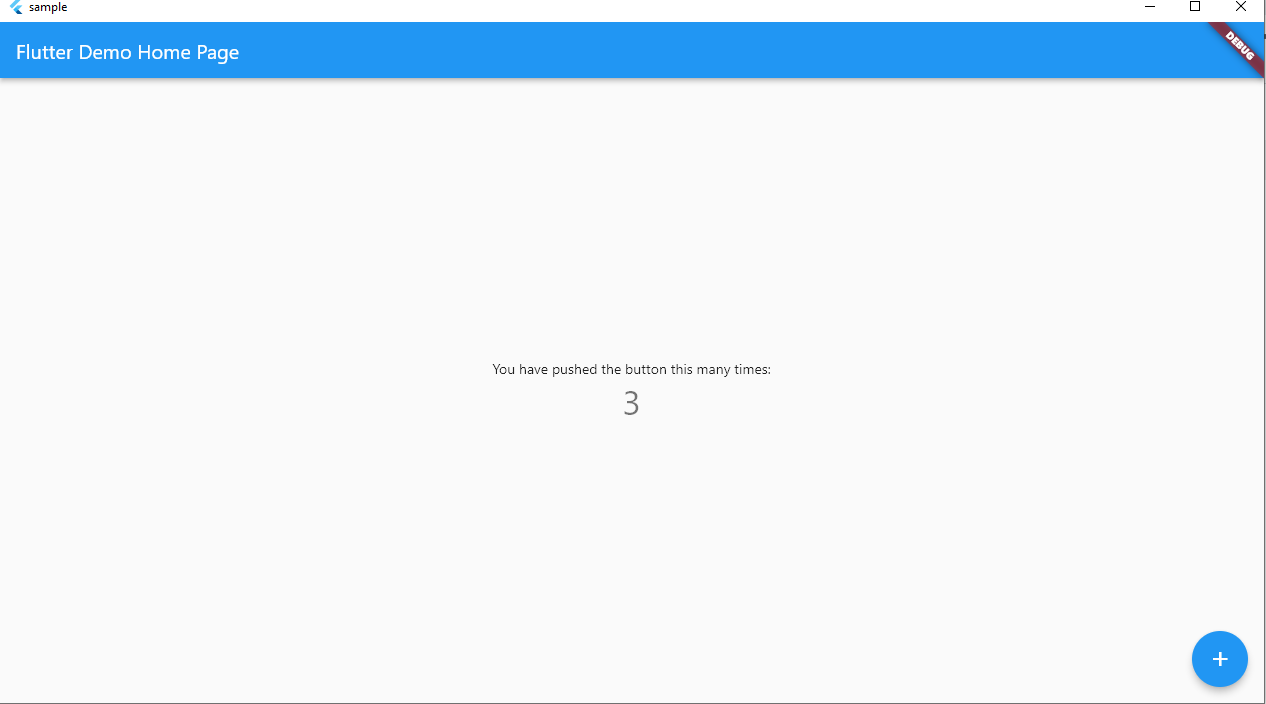 sample
Flutter Demo Home Page
DEBUG
You have pushed the button this many times:
3
+